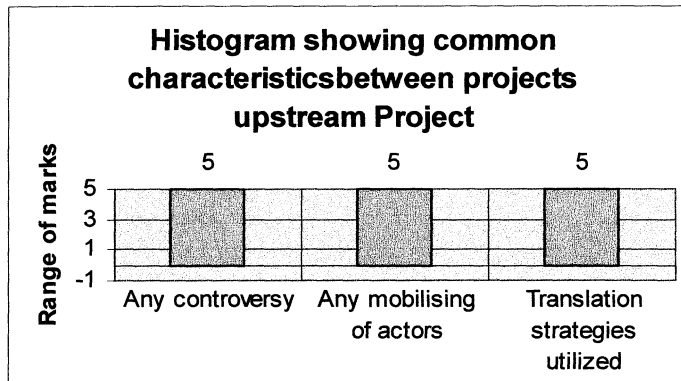 Histogram showing common
characteristicsbetween projects
upstream Project
5 5 5
Range of marks
5
3
1
-1
Any controversy Any mobilising Translation
of actors strategies
utilized